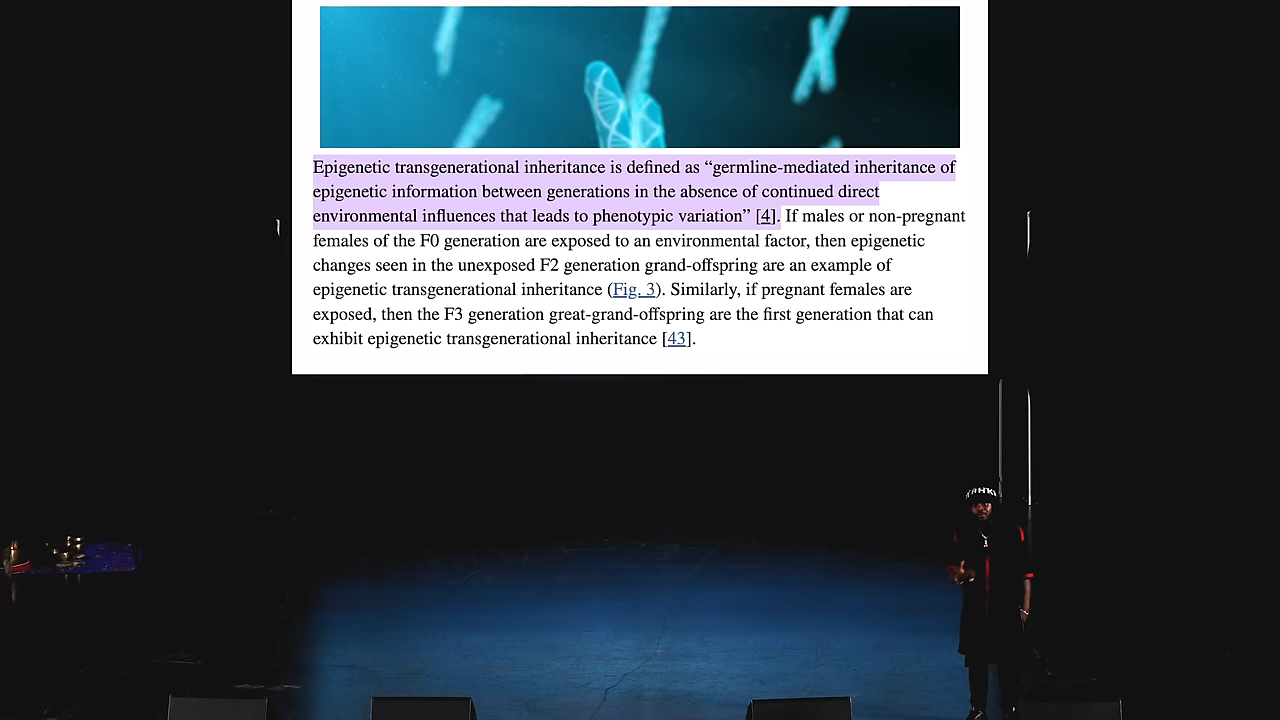 Epigenetic transgenerational inheritance is defined as “germline-mediated inheritance of
epigenetic information between generations in the absence of continued direct
environmental influences that leads to phenotypic variation” [4]. If males or non-pregnant
females of the F0 generation are exposed to an environmental factor, then epigenetic
changes seen in the unexposed F2 generation grand-offspring are an example of
epigenetic transgenerational inheritance (Fig. 3). Similarly, if pregnant females are
exposed, then the F3 generation great-grand-offspring are the first generation that can
exhibit epigenetic transgenerational inheritance [43].